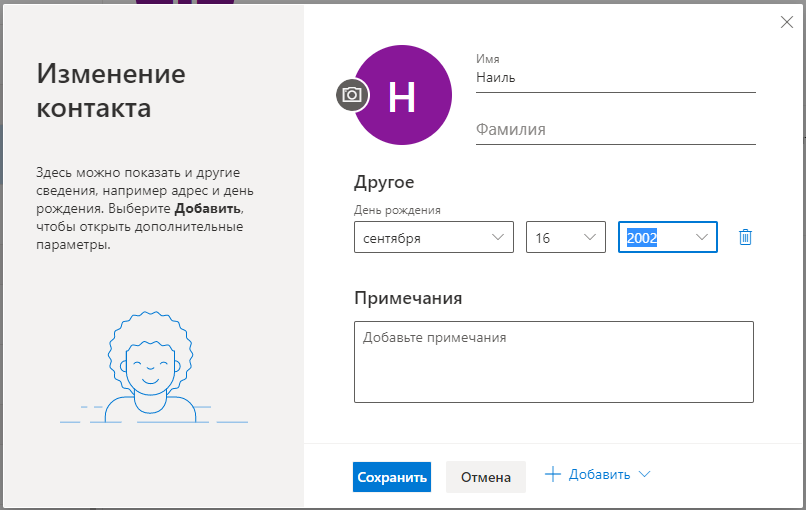 Изменение
контакта
Здесь можно показать и другие
сведения, например адрес и день
рождения. Выберите Добавить,
чтобы открыть дополнительные
параметры.
Н
Имя
Наиль
Фамилия
Другое
День рождения
сентября 16 2002
Примечания
Добавьте примечания
Сохранить Отмена Добавить